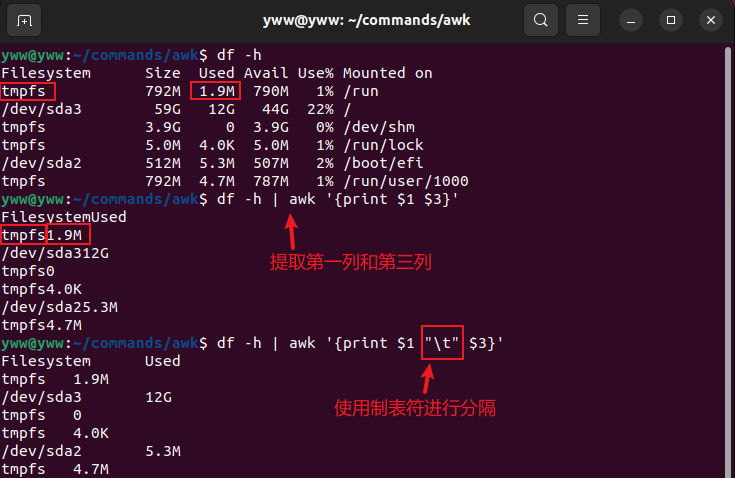 yww@yww: ~/commands/awk
yww@yww:~/commands/awk$ df -h
Filesystem      Size  Used Avail Use% Mounted on
tmpfs           792M  1.9M  790M   1% /run
/dev/sda3        59G   12G   44G  22% /
tmpfs           3.9G     0  3.9G   0% /dev/shm
tmpfs           5.0M  4.0K  5.0M   1% /run/lock
/dev/sda2       512M  5.3M  507M   2% /boot/efi
tmpfs           792M  4.7M  787M   1% /run/user/1000
yww@yww:~/commands/awk$ df -h | awk '{print $1 $3}'
FilesystemUsed
tmpfs1.9M
/dev/sda312G
提取第一列和第三列
tmpfs0
tmpfs4.0K
/dev/sda25.3M
tmpfs4.7M
yww@yww:~/commands/awk$ df -h | awk '{print $1 "\t" $3}'
Filesystem      Used
tmpfs   1.9M
/dev/sda3       12G
使用制表符进行分隔
tmpfs   0
tmpfs   4.0K
/dev/sda2       5.3M
tmpfs   4.7M